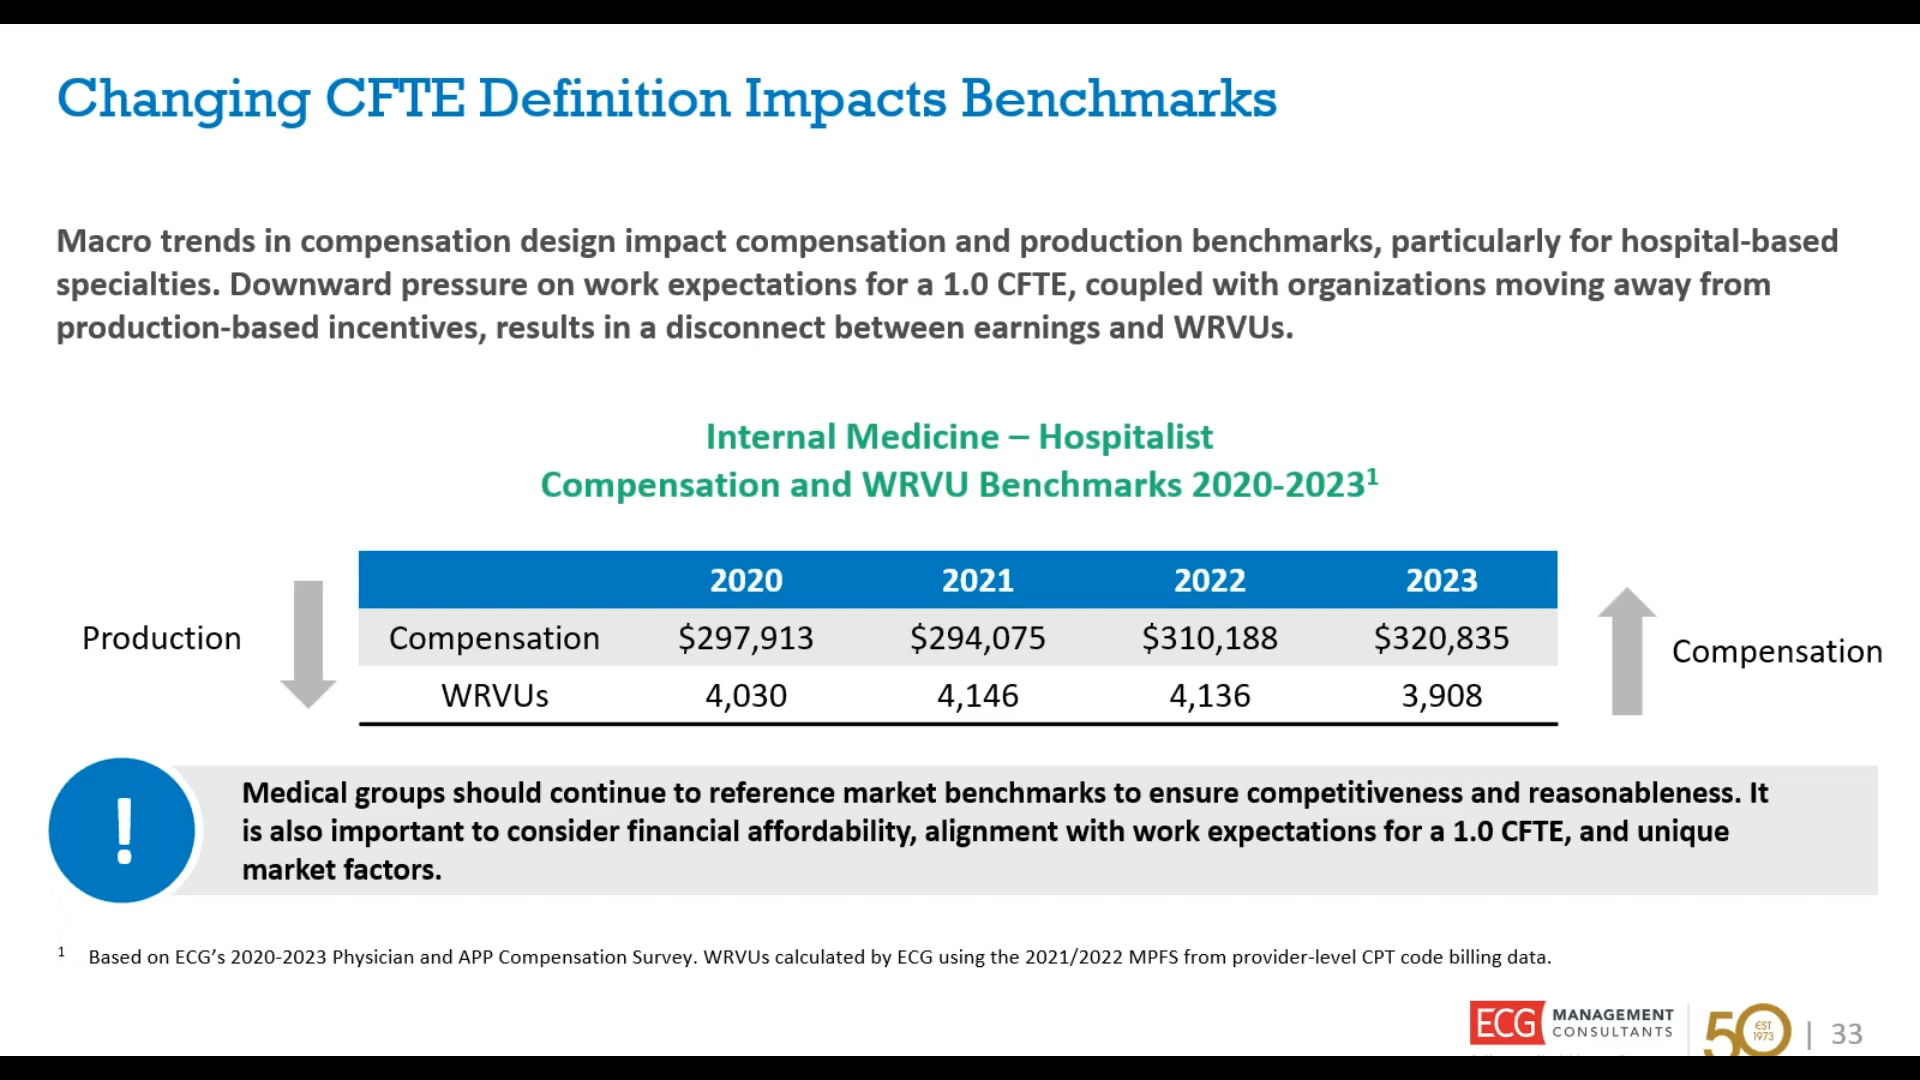 Changing CFTE Definition Impacts Benchmarks
Macro trends in compensation design impact compensation and production benchmarks, particularly for hospital-based
specialties. Downward pressure on work expectations for a 1.0 CFTE, coupled with organizations moving away from
production-based incentives, results in a disconnect between earnings and WRVUs.
Internal Medicine – Hospitalist
Compensation and WRVU Benchmarks 2020-2023¹
2020 2021 2022 2023
Compensation $297,913 $294,075 $310,188 $320,835
WRVUs 4,030 4,146 4,136 3,908
Production
Compensation
!
Medical groups should continue to reference market benchmarks to ensure competitiveness and reasonableness. It
is also important to consider financial affordability, alignment with work expectations for a 1.0 CFTE, and unique
market factors.
¹ Based on ECG’s 2020-2023 Physician and APP Compensation Survey. WRVUs calculated by ECG using the 2021/2022 MPFS from provider-level CPT code billing data.
ECG MANAGEMENT
CONSULTANTS
50 EST
1973
| 33